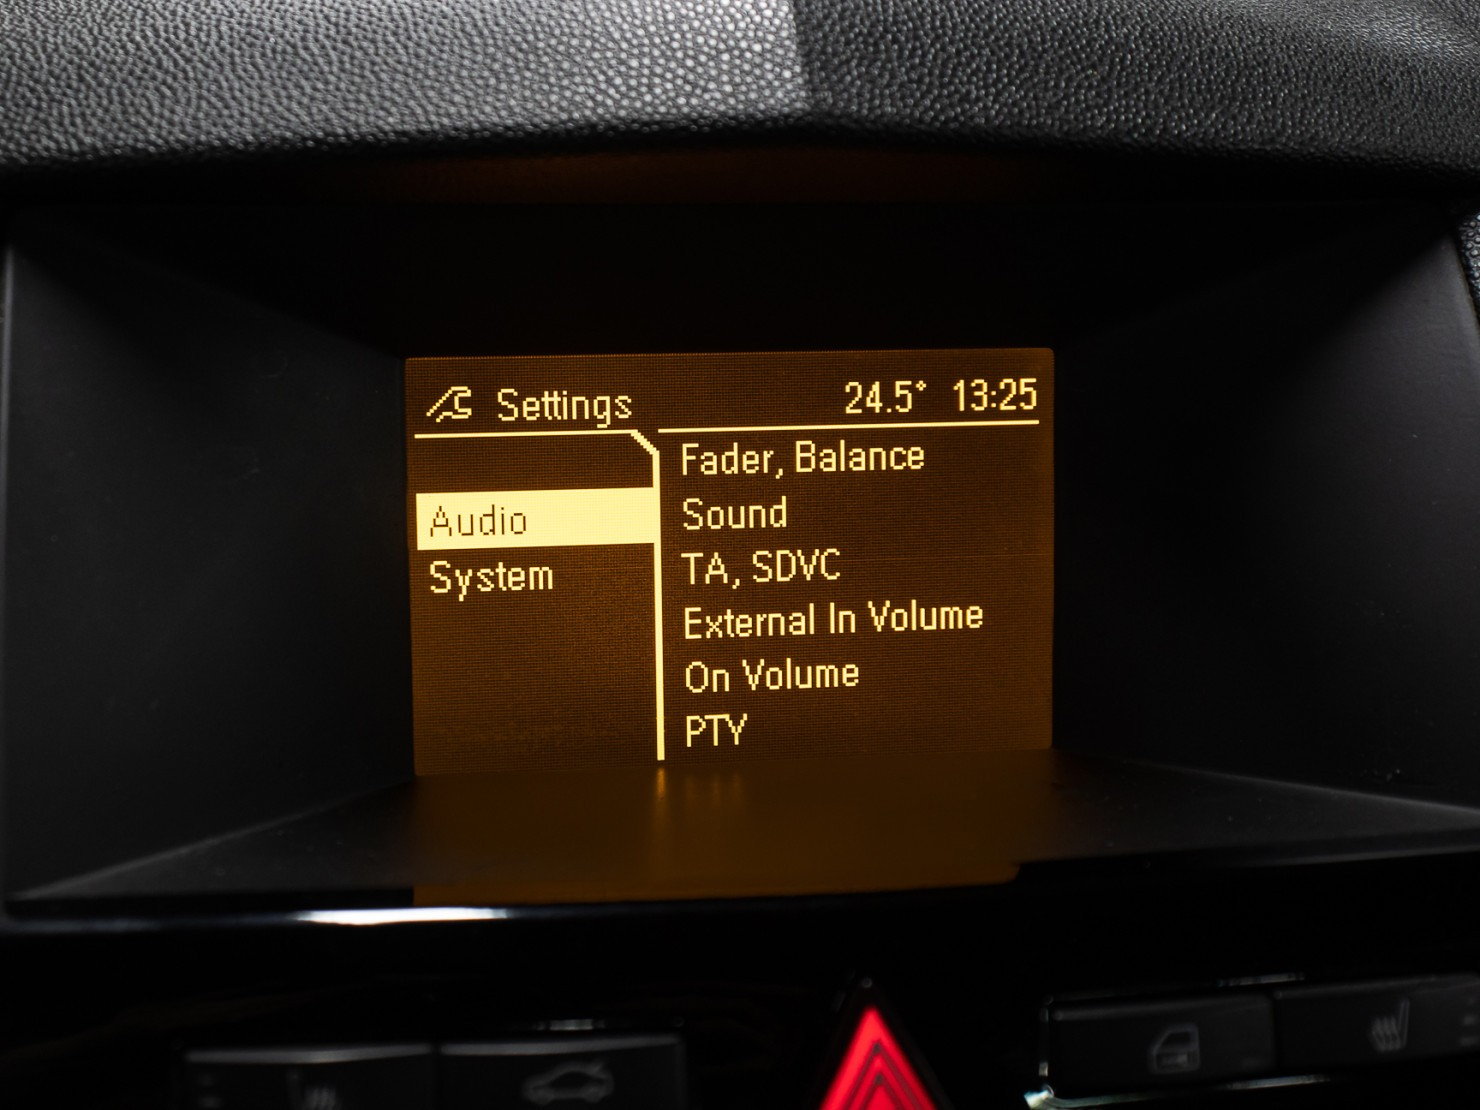 Settings 24.5° 13:25
Audio
System
Fader, Balance
Sound
TA, SDVC
External In Volume
On Volume
PTY